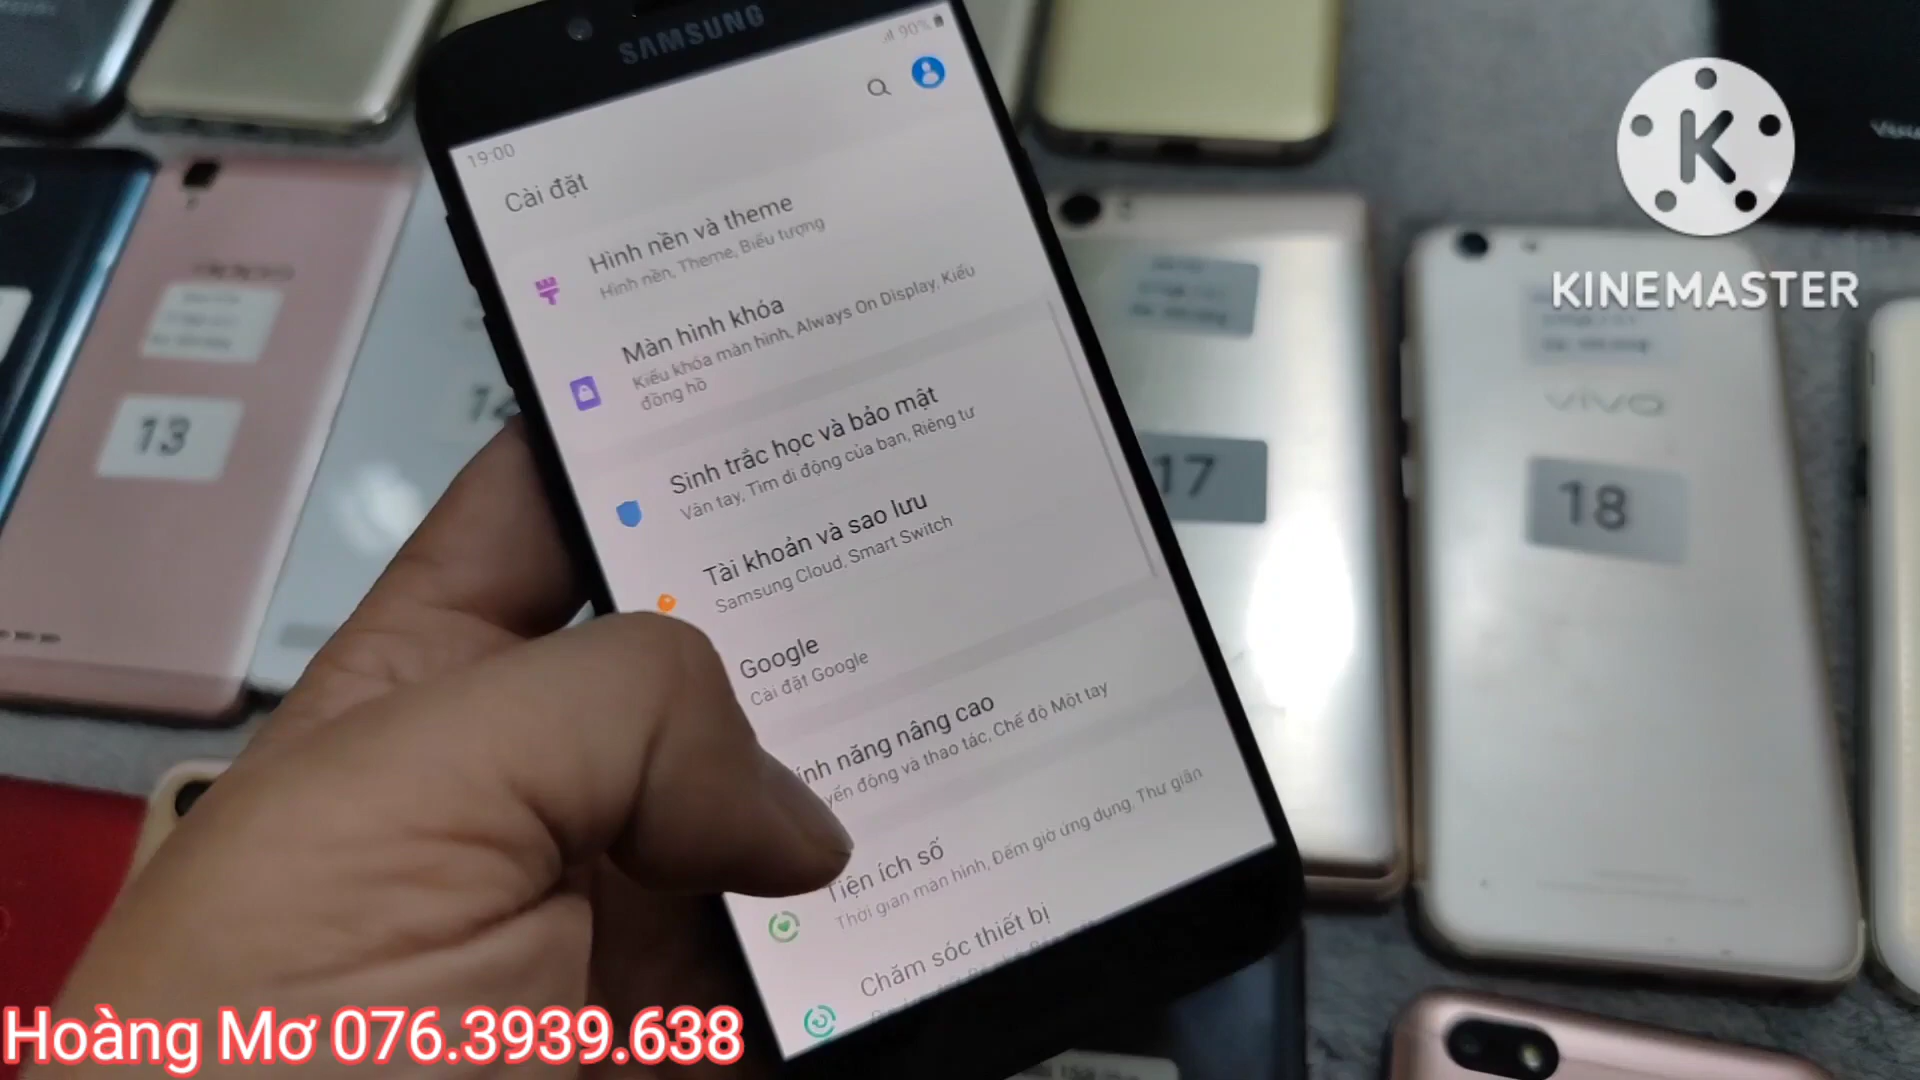 SAMSUNG
90%
19:00
Cài đặt
Hình nền và theme
Hình nền, Theme, Biểu tượng
Màn hình khóa
Kiểu khóa màn hình, Always On Display, Kiểu
đồng hồ
Sinh trắc học và bảo mật
Vân tay, Tìm di động của bạn, Riêng tư
Tài khoản và sao lưu
Samsung Cloud, Smart Switch
Google
Cài đặt Google
ính năng nâng cao
yển động và thao tác, Chế độ Một tay
Tiện ích số
Thời gian màn hình, Đếm giờ ứng dụng, Thư giãn
Chăm sóc thiết bị
K
KINEMASTER
oppo
13
14
17
vivo
18
Hoàng Mơ 076.3939.638